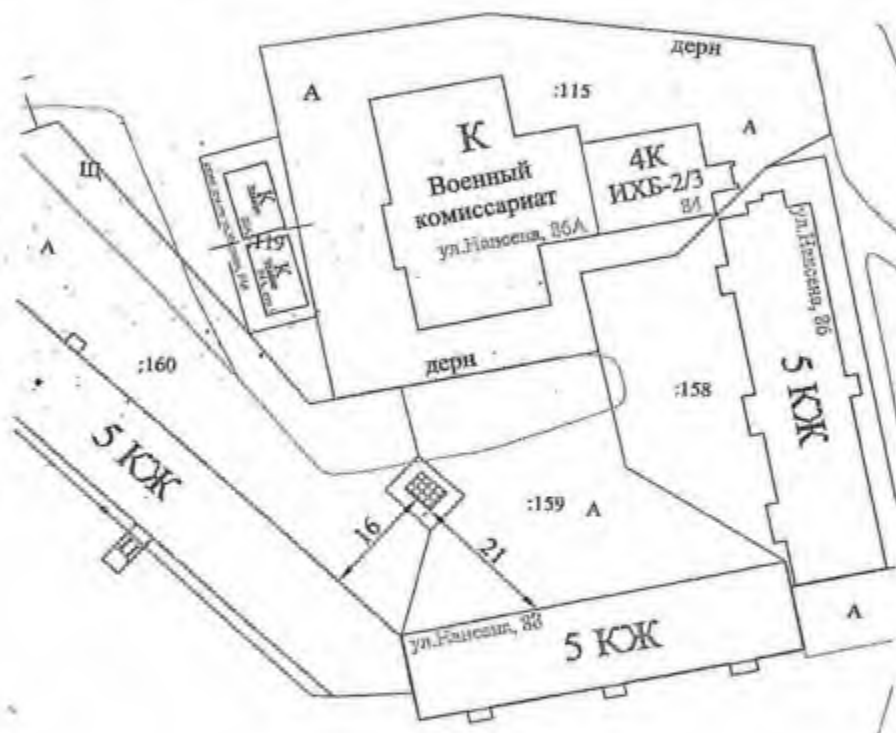 дерн
А
:115
К
Военный
комиссариат
ул.Нансена, 86А
4К
ИХБ-2/3
84
А
Щ
К
К
:119
А
:160
дерн
:158
ул.Нансена, 86
5 КЖ
5 КЖ
:159
А
16
21
ул.Нансена, 88
5 КЖ
А